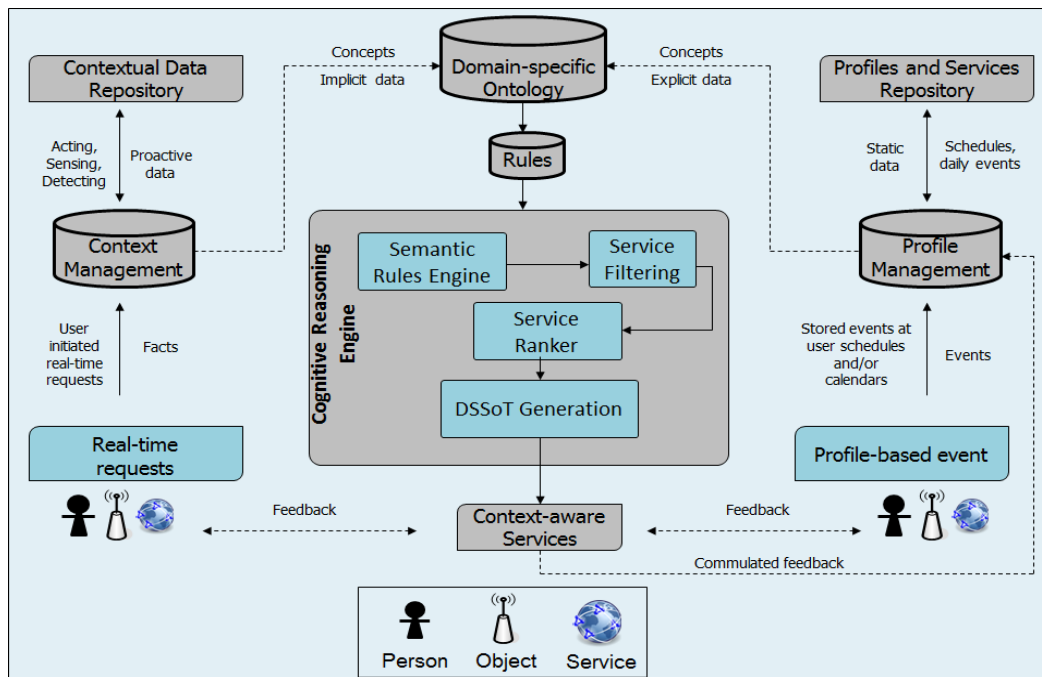 Contextual Data
Repository
Concepts
Implicit data
Domain-specific
Ontology
Concepts
Explicit data
Profiles and Services
Repository
Acting,
Sensing,
Detecting
Proactive
data
Rules
Static
data
Schedules,
daily events
Context
Management
Profile
Management
Cognitive Reasoning
Engine
Semantic
Rules Engine
Service
Filtering
Service
Ranker
DSSoT Generation
User
initiated
real-time
requests
Facts
Stored events at
user schedules
and/or
calendars
Events
Real-time
requests
Profile-based event
Feedback
Context-aware
Services
Feedback
Commulated feedback
Person
Object
Service